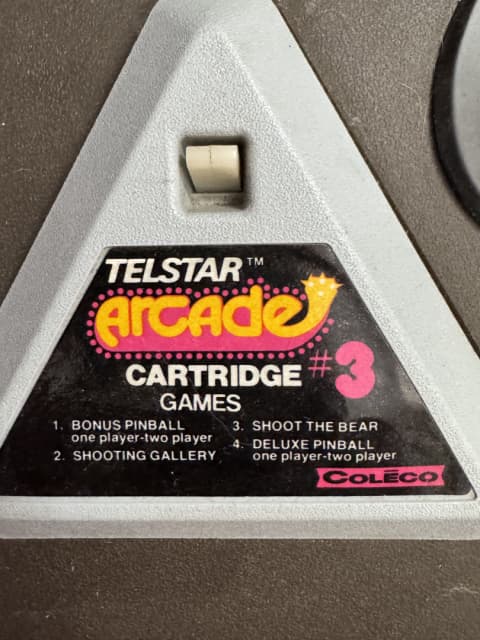 TELSTAR™
arcade
CARTRIDGE #3
GAMES
1. BONUS PINBALL
one player-two player
2. SHOOTING GALLERY
3. SHOOT THE BEAR
4. DELUXE PINBALL
one player-two player
COLECO